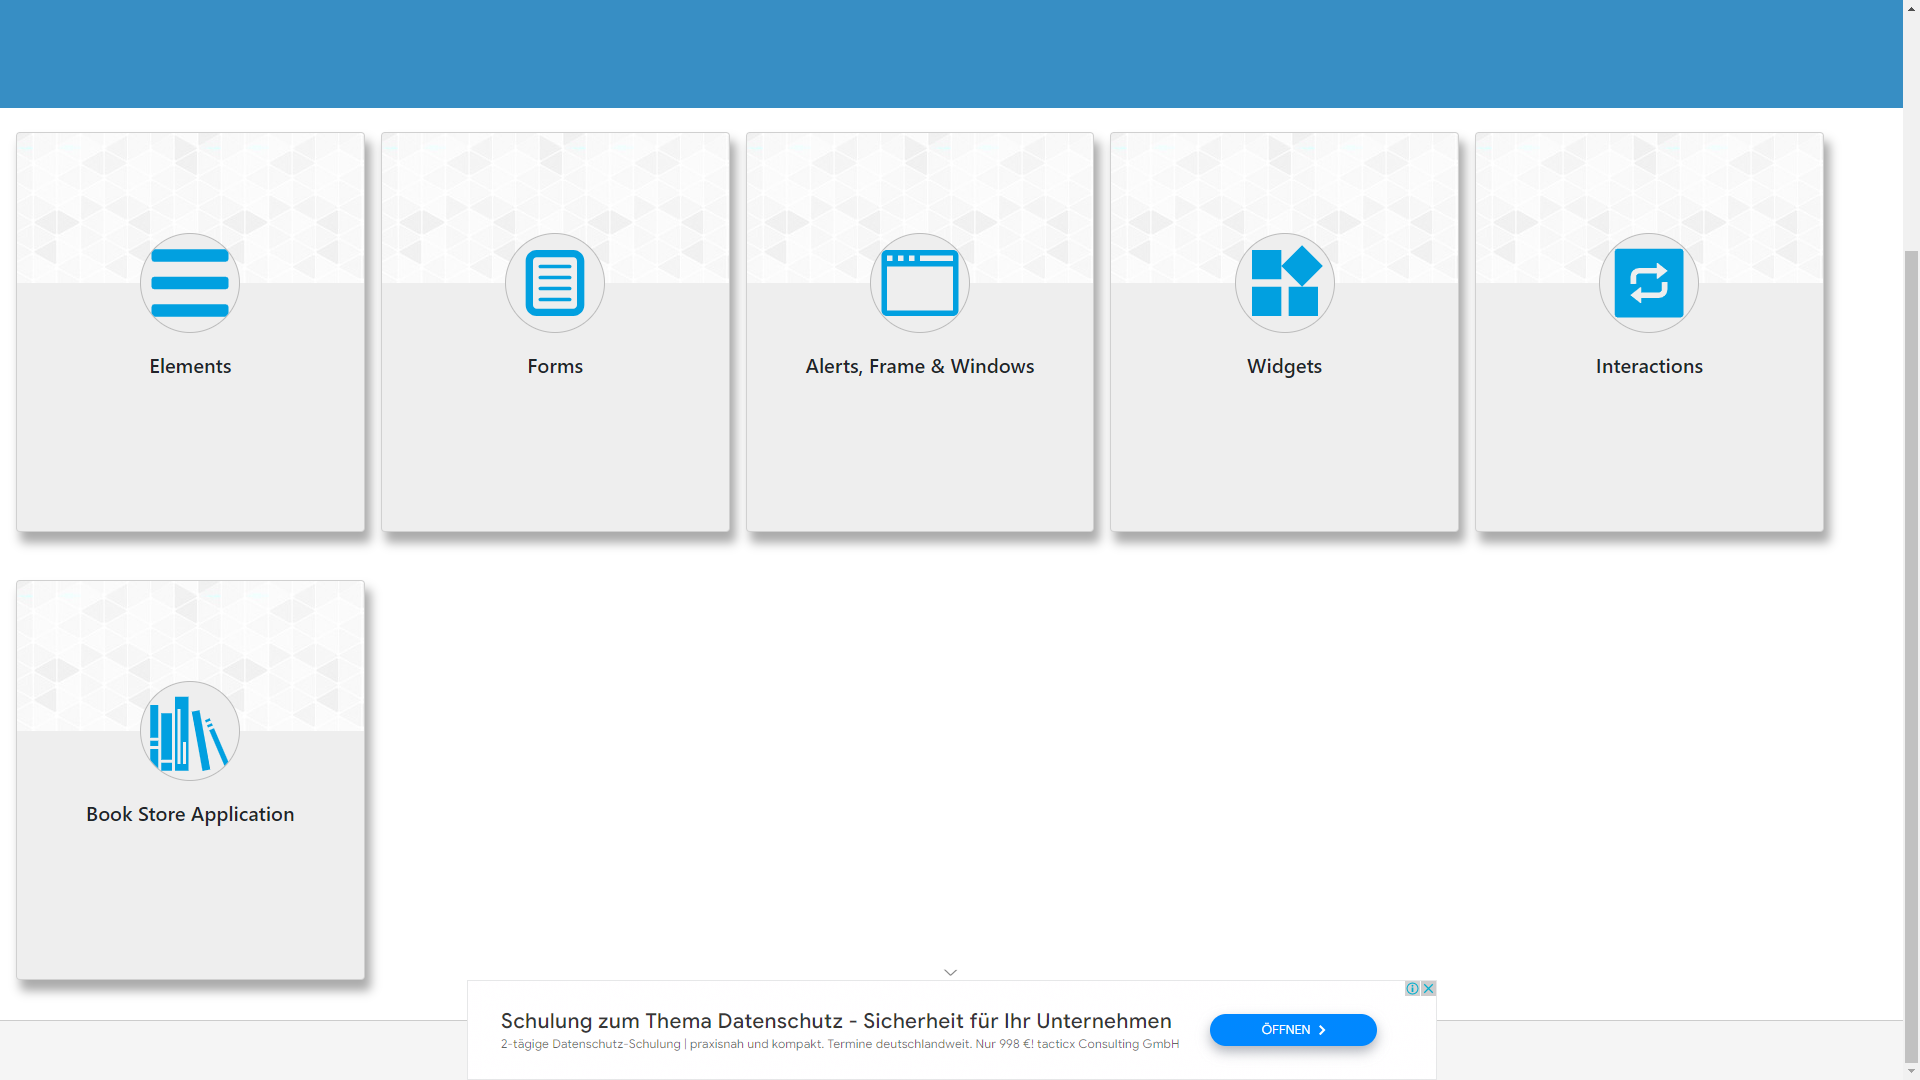 Elements
Forms
Alerts, Frame & Windows
Widgets
Interactions
Book Store Application
Schulung zum Thema Datenschutz - Sicherheit für Ihr Unternehmen
2-tägige Datenschutz-Schulung | praxisnah und kompakt. Termine deutschlandweit. Nur 998 €! tacticx Consulting GmbH
ÖFFNEN